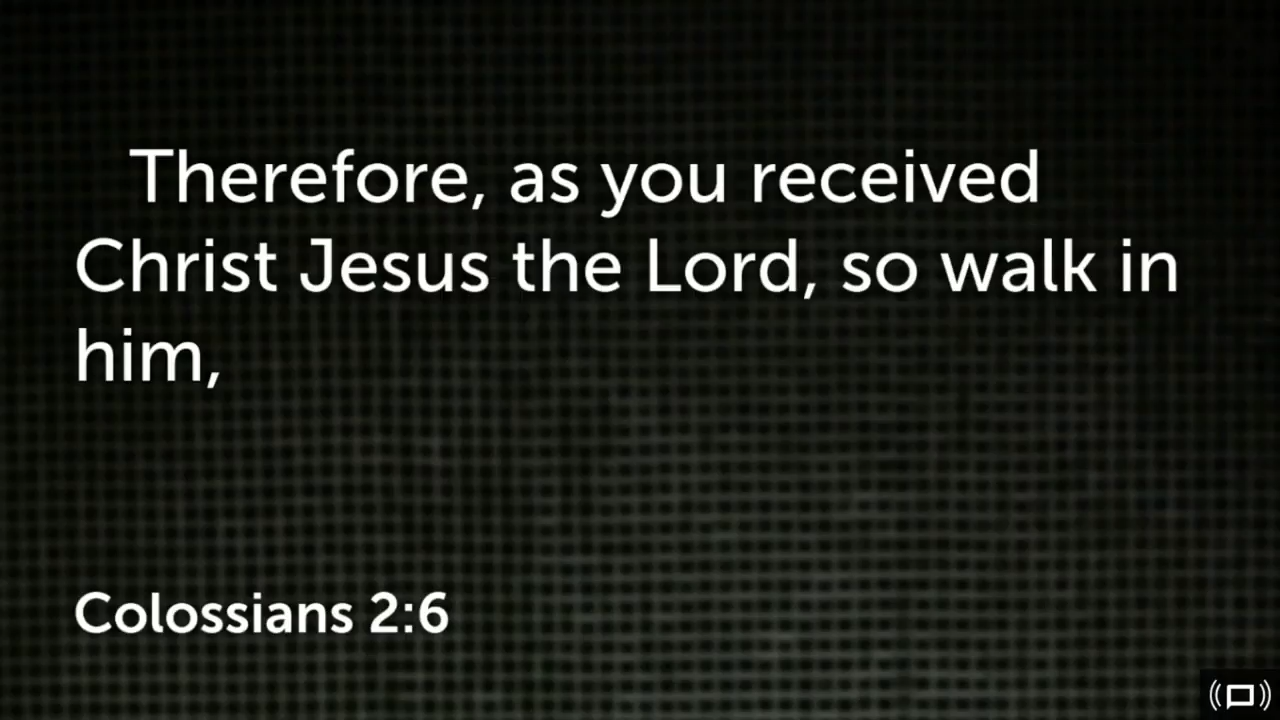 Therefore, as you received
Christ Jesus the Lord, so walk in
him,
Colossians 2:6